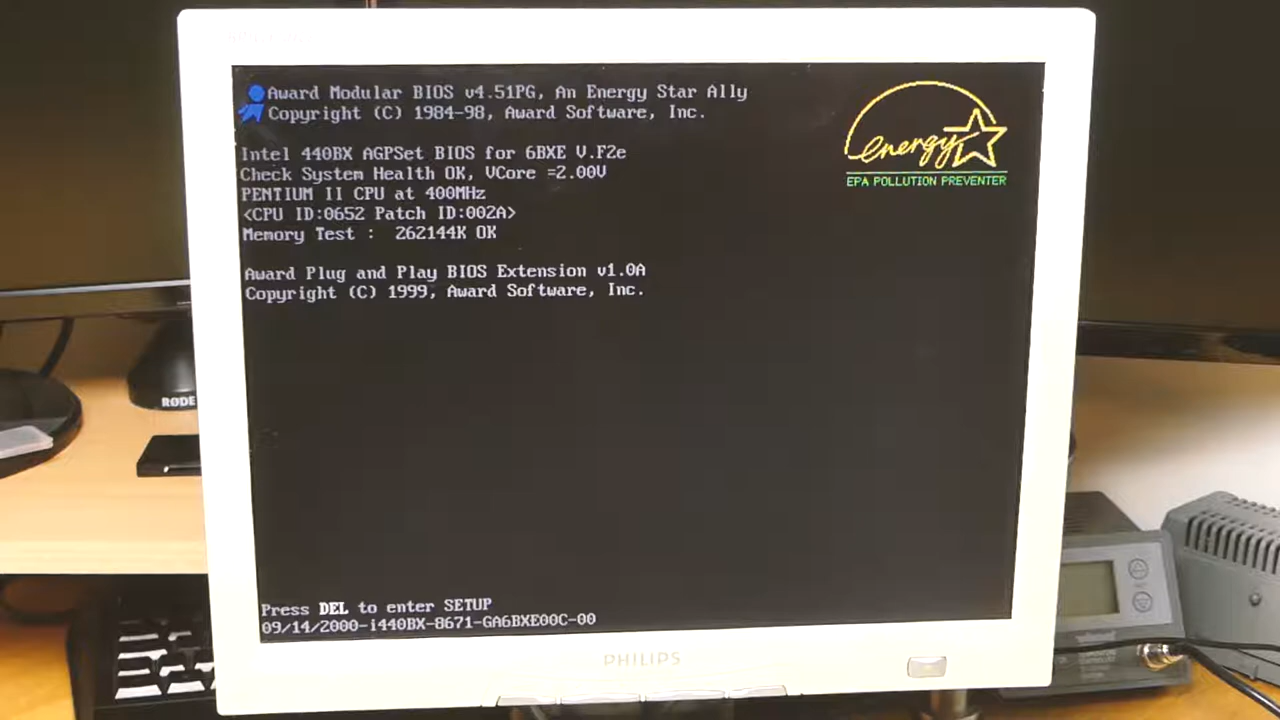 Award Modular BIOS v4.51PG, An Energy Star Ally
Copyright (C) 1984-98, Award Software, Inc.
energy
EPA POLLUTION PREVENTER
Intel 440BX AGPSet BIOS for 6BXE V.F2e
Check System Health OK, VCore =2.00V
PENTIUM II CPU at 400MHz
<CPU ID:0652 Patch ID:002A>
Memory Test :  262144K OK
Award Plug and Play BIOS Extension v1.0A
Copyright (C) 1999, Award Software, Inc.
RØDE
Press DEL to enter SETUP
09/14/2000-i440BX-8671-GA6BXE00C-00
PHILIPS